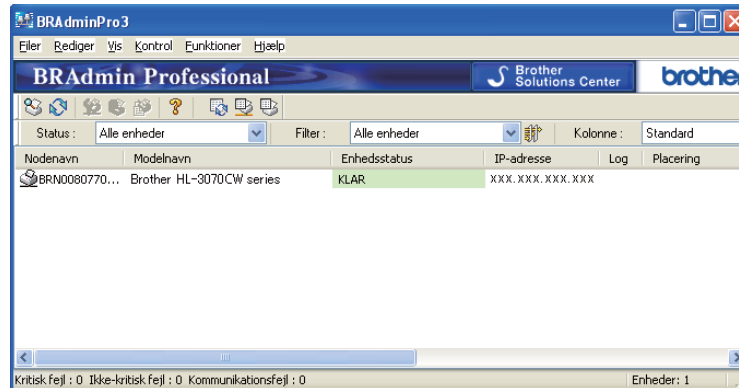 BRAdminPro3
Filer Rediger Vis Kontrol Funktioner Hjælp
BRAdmin Professional Brother Solutions Center brother
Status : Alle enheder Filter : Alle enheder Kolonne : Standard
Nodenavn Modelnavn Enhedsstatus IP-adresse Log Placering
BRN0080770... Brother HL-3070CW series KLAR XXX.XXX.XXX.XXX
Kritisk fejl : 0 Ikke-kritisk fejl : 0 Kommunikationsfejl : 0 Enheder: 1